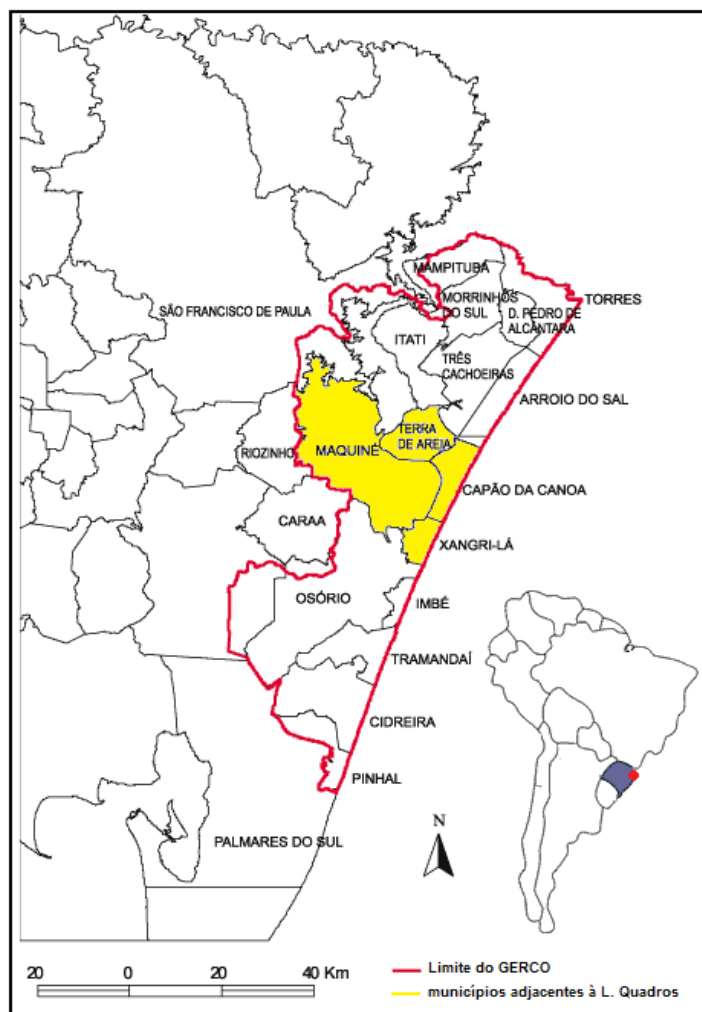 MAMPITUBA
TORRES
SÃO FRANCISCO DE PAULA
MORRINHOS
DO SUL
D. PEDRO DE
ALCÂNTARA
ITATI
TRÊS
CACHOEIRAS
ARROIO DO SAL
TERRA
DE AREIA
RIOZINHO
MAQUINÉ
CAPÃO DA CANOA
CARAA
XANGRI-LÁ
OSÓRIO
IMBÉ
TRAMANDAÍ
CIDREIRA
PINHAL
PALMARES DO SUL
N
20 0 20 40 Km
Limite do GERCO
municípios adjacentes à L. Quadros